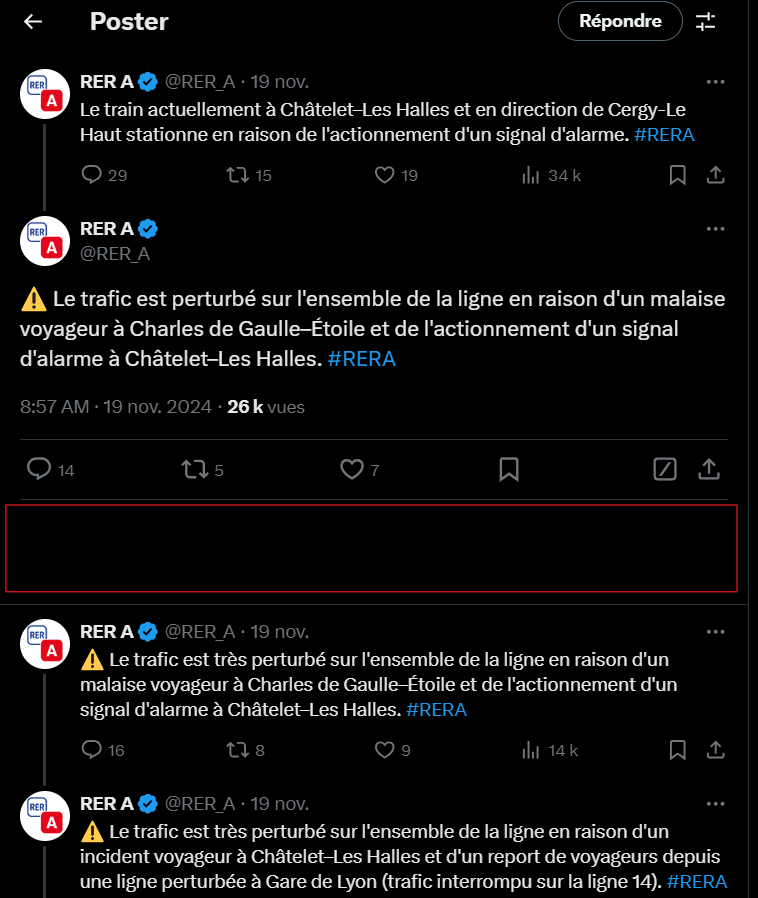 Poster
Répondre
RER A @RER_A · 19 nov.
Le train actuellement à Châtelet–Les Halles et en direction de Cergy-Le
Haut stationne en raison de l'actionnement d'un signal d'alarme. #RERA
29 15 19 34 k
RER A
@RER_A
⚠️ Le trafic est perturbé sur l'ensemble de la ligne en raison d'un malaise
voyageur à Charles de Gaulle–Étoile et de l'actionnement d'un signal
d'alarme à Châtelet–Les Halles. #RERA
8:57 AM · 19 nov. 2024 · 26 k vues
14 5 7
RER A @RER_A · 19 nov.
⚠️ Le trafic est très perturbé sur l'ensemble de la ligne en raison d'un
malaise voyageur à Charles de Gaulle–Étoile et de l'actionnement d'un
signal d'alarme à Châtelet–Les Halles. #RERA
16 8 9 14 k
RER A @RER_A · 19 nov.
⚠️ Le trafic est très perturbé sur l'ensemble de la ligne en raison d'un
incident voyageur à Châtelet–Les Halles et d'un report de voyageurs depuis
une ligne perturbée à Gare de Lyon (trafic interrompu sur la ligne 14). #RERA